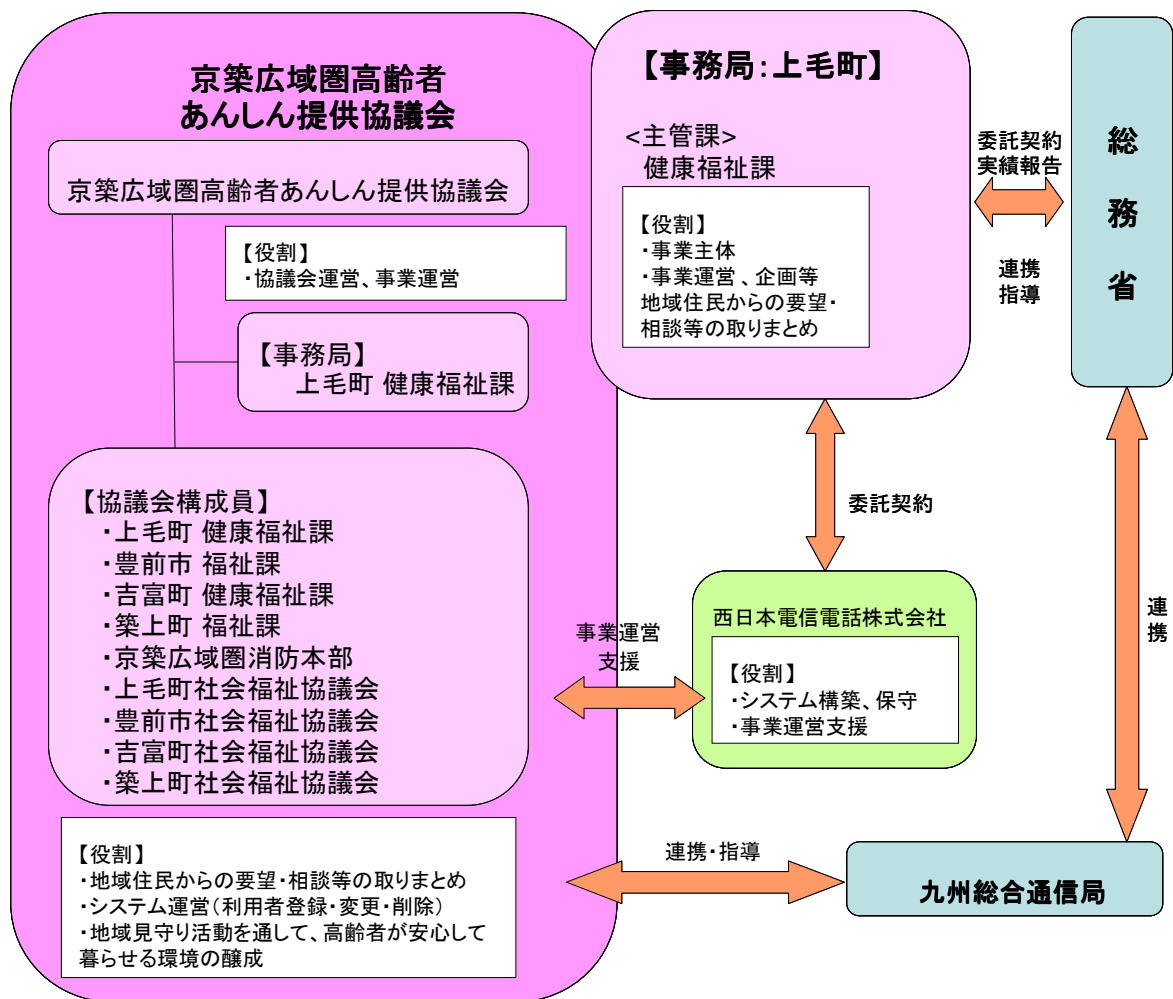 京築広域圏高齢者
あんしん提供協議会
京築広域圏高齢者あんしん提供協議会
【役割】
・協議会運営、事業運営
【事務局】
上毛町 健康福祉課
【協議会構成員】
・上毛町 健康福祉課
・豊前市 福祉課
・吉富町 健康福祉課
・築上町 福祉課
・京築広域圏消防本部
・上毛町社会福祉協議会
・豊前市社会福祉協議会
・吉富町社会福祉協議会
・築上町社会福祉協議会
【役割】
・地域住民からの要望・相談等の取りまとめ
・システム運営(利用者登録・変更・削除)
・地域見守り活動を通して、高齢者が安心して
暮らせる環境の醸成
【事務局:上毛町】
<主管課>
健康福祉課
【役割】
・事業主体
・事業運営、企画等
地域住民からの要望・
相談等の取りまとめ
委託契約
実績報告
連携
指導
総務省
委託契約
西日本電信電話株式会社
【役割】
・システム構築、保守
・事業運営支援
事業運営
支援
連携
連携・指導
九州総合通信局